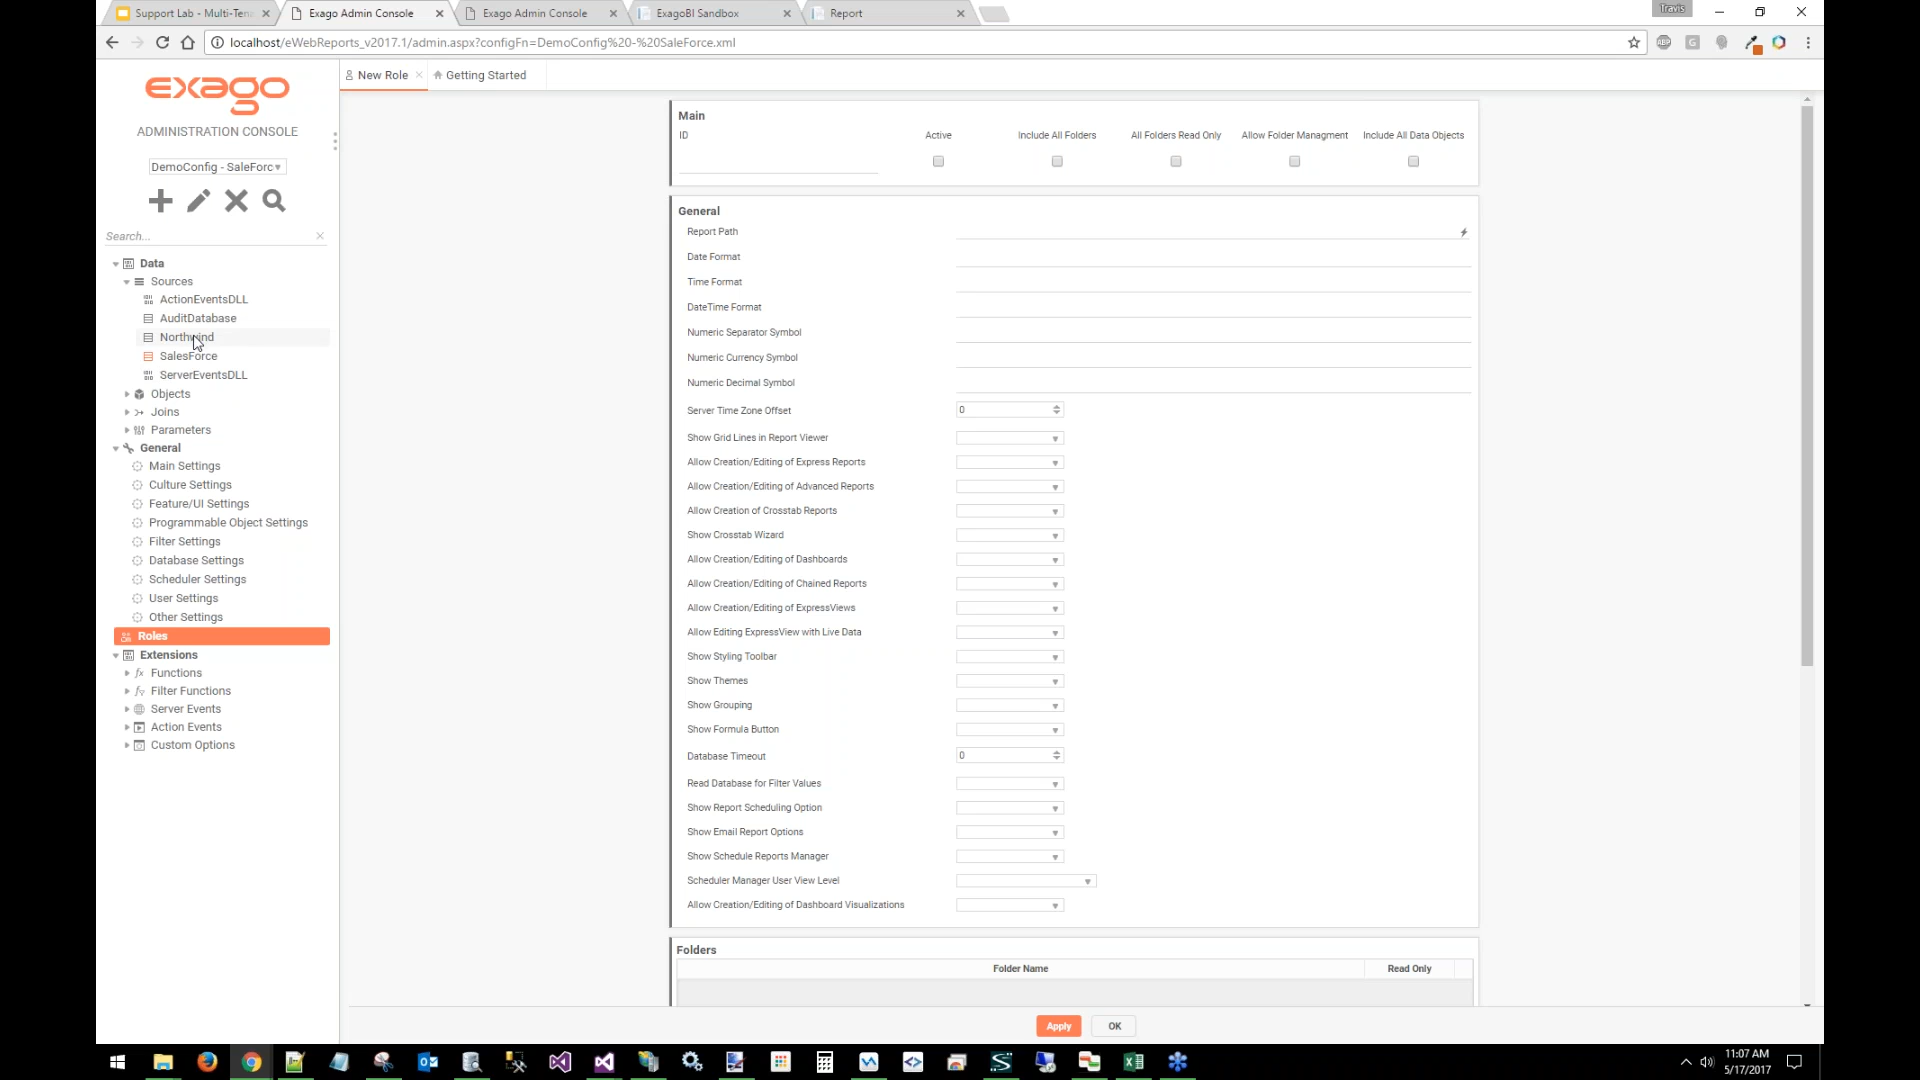 Support Lab - Multi-Ten
Exago Admin Console
Exago Admin Console
ExagoBI Sandbox
Report
Travis
localhost/eWebReports_v2017.1/admin.aspx?configFn=DemoConfig%20-%20SaleForce.xml
exago
ADMINISTRATION CONSOLE
DemoConfig - SaleForc
Search...
Data
Sources
ActionEventsDLL
AuditDatabase
Northwind
SalesForce
ServerEventsDLL
Objects
Joins
Parameters
General
Main Settings
Culture Settings
Feature/UI Settings
Programmable Object Settings
Filter Settings
Database Settings
Scheduler Settings
User Settings
Other Settings
Roles
Extensions
Functions
Filter Functions
Server Events
Action Events
Custom Options
New Role
Getting Started
Main
ID
Active
Include All Folders
All Folders Read Only
Allow Folder Managment
Include All Data Objects
General
Report Path
Date Format
Time Format
DateTime Format
Numeric Separator Symbol
Numeric Currency Symbol
Numeric Decimal Symbol
Server Time Zone Offset 0
Show Grid Lines in Report Viewer
Allow Creation/Editing of Express Reports
Allow Creation/Editing of Advanced Reports
Allow Creation of Crosstab Reports
Show Crosstab Wizard
Allow Creation/Editing of Dashboards
Allow Creation/Editing of Chained Reports
Allow Creation/Editing of ExpressViews
Allow Editing ExpressView with Live Data
Show Styling Toolbar
Show Themes
Show Grouping
Show Formula Button
Database Timeout 0
Read Database for Filter Values
Show Report Scheduling Option
Show Email Report Options
Show Schedule Reports Manager
Scheduler Manager User View Level
Allow Creation/Editing of Dashboard Visualizations
Folders
Folder Name
Read Only
Apply
OK
11:07 AM
5/17/2017